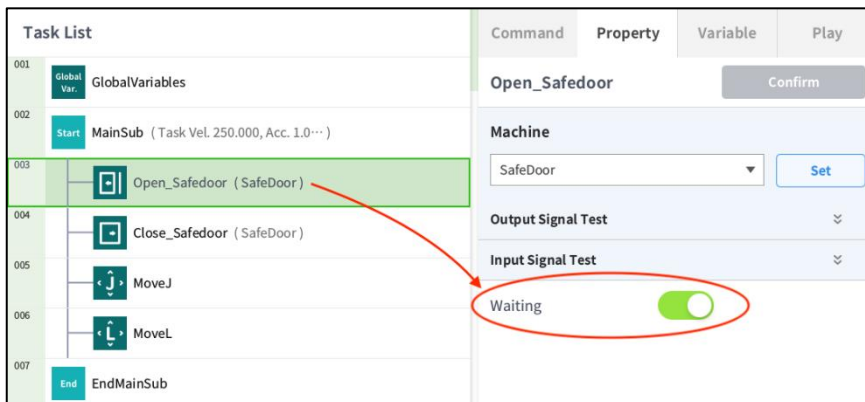 Task List
001
Global Var. GlobalVariables
002
Start MainSub ( Task Vel. 250.000, Acc. 1.0··· )
003
Open_Safedoor ( SafeDoor )
004
Close_Safedoor ( SafeDoor )
005
J MoveJ
006
L MoveL
007
End EndMainSub
Command Property Variable Play
Open_Safedoor Confirm
Machine
SafeDoor Set
Output Signal Test
Input Signal Test
Waiting